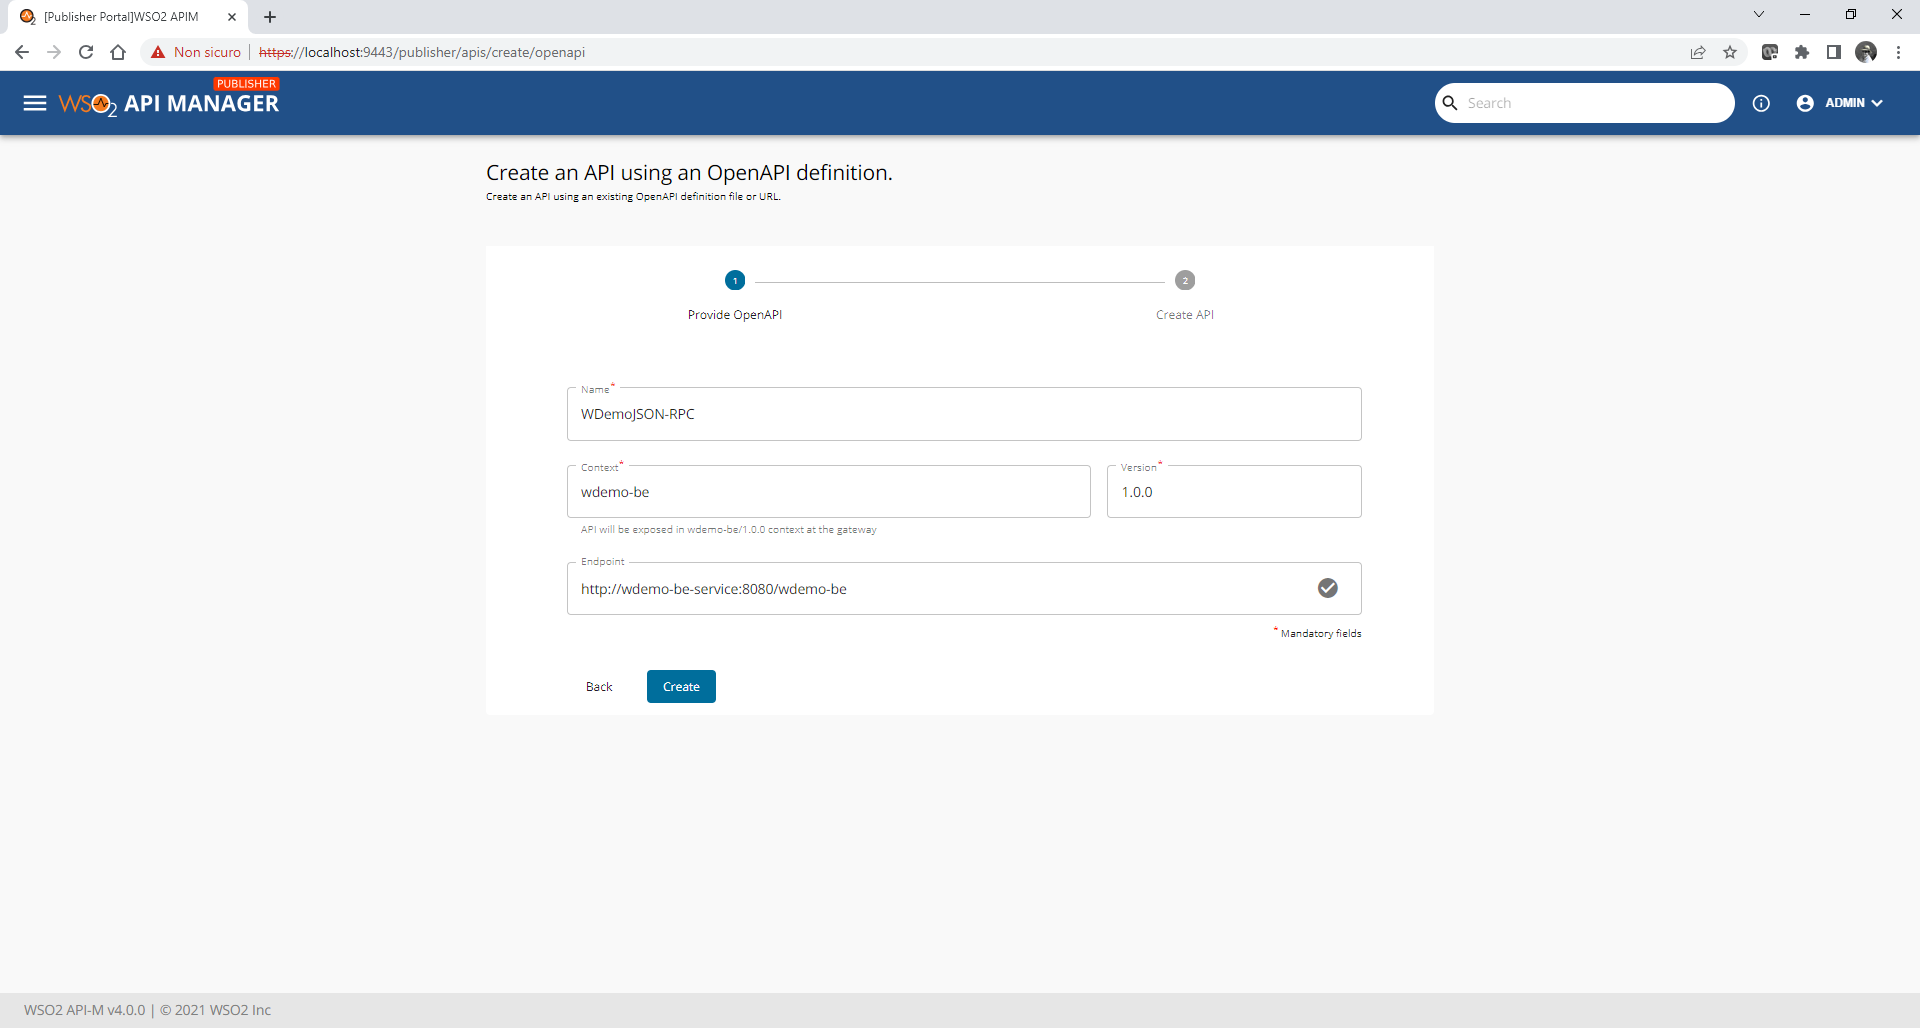 [Publisher Portal]WSO2 APIM
Non sicuro https://localhost:9443/publisher/apis/create/openapi
PUBLISHER
WSO2 API MANAGER
Search
ADMIN
Create an API using an OpenAPI definition.
Create an API using an existing OpenAPI definition file or URL.
1
2
Provide OpenAPI
Create API
Name*
WDemoJSON-RPC
Context*
wdemo-be
Version*
1.0.0
API will be exposed in wdemo-be/1.0.0 context at the gateway
Endpoint
http://wdemo-be-service:8080/wdemo-be
* Mandatory fields
Back
Create
WSO2 API-M v4.0.0 | © 2021 WSO2 Inc